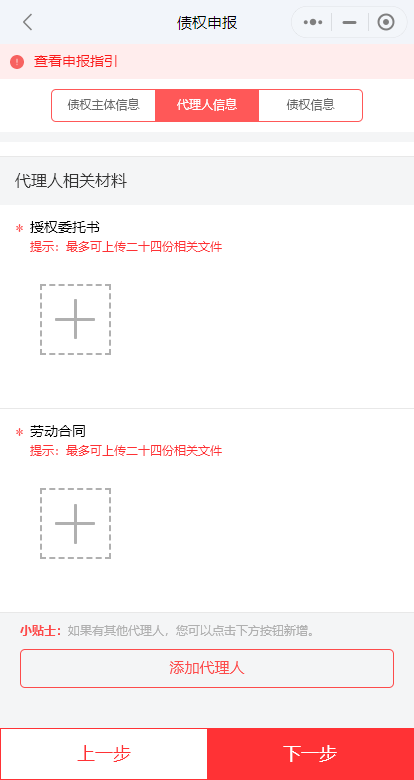 债权申报
查看申报指引
债权主体信息 代理人信息 债权信息
代理人相关材料
* 授权委托书
提示：最多可上传二十四份相关文件
* 劳动合同
提示：最多可上传二十四份相关文件
小贴士：如果有其他代理人，您可以点击下方按钮新增。
添加代理人
上一步 下一步